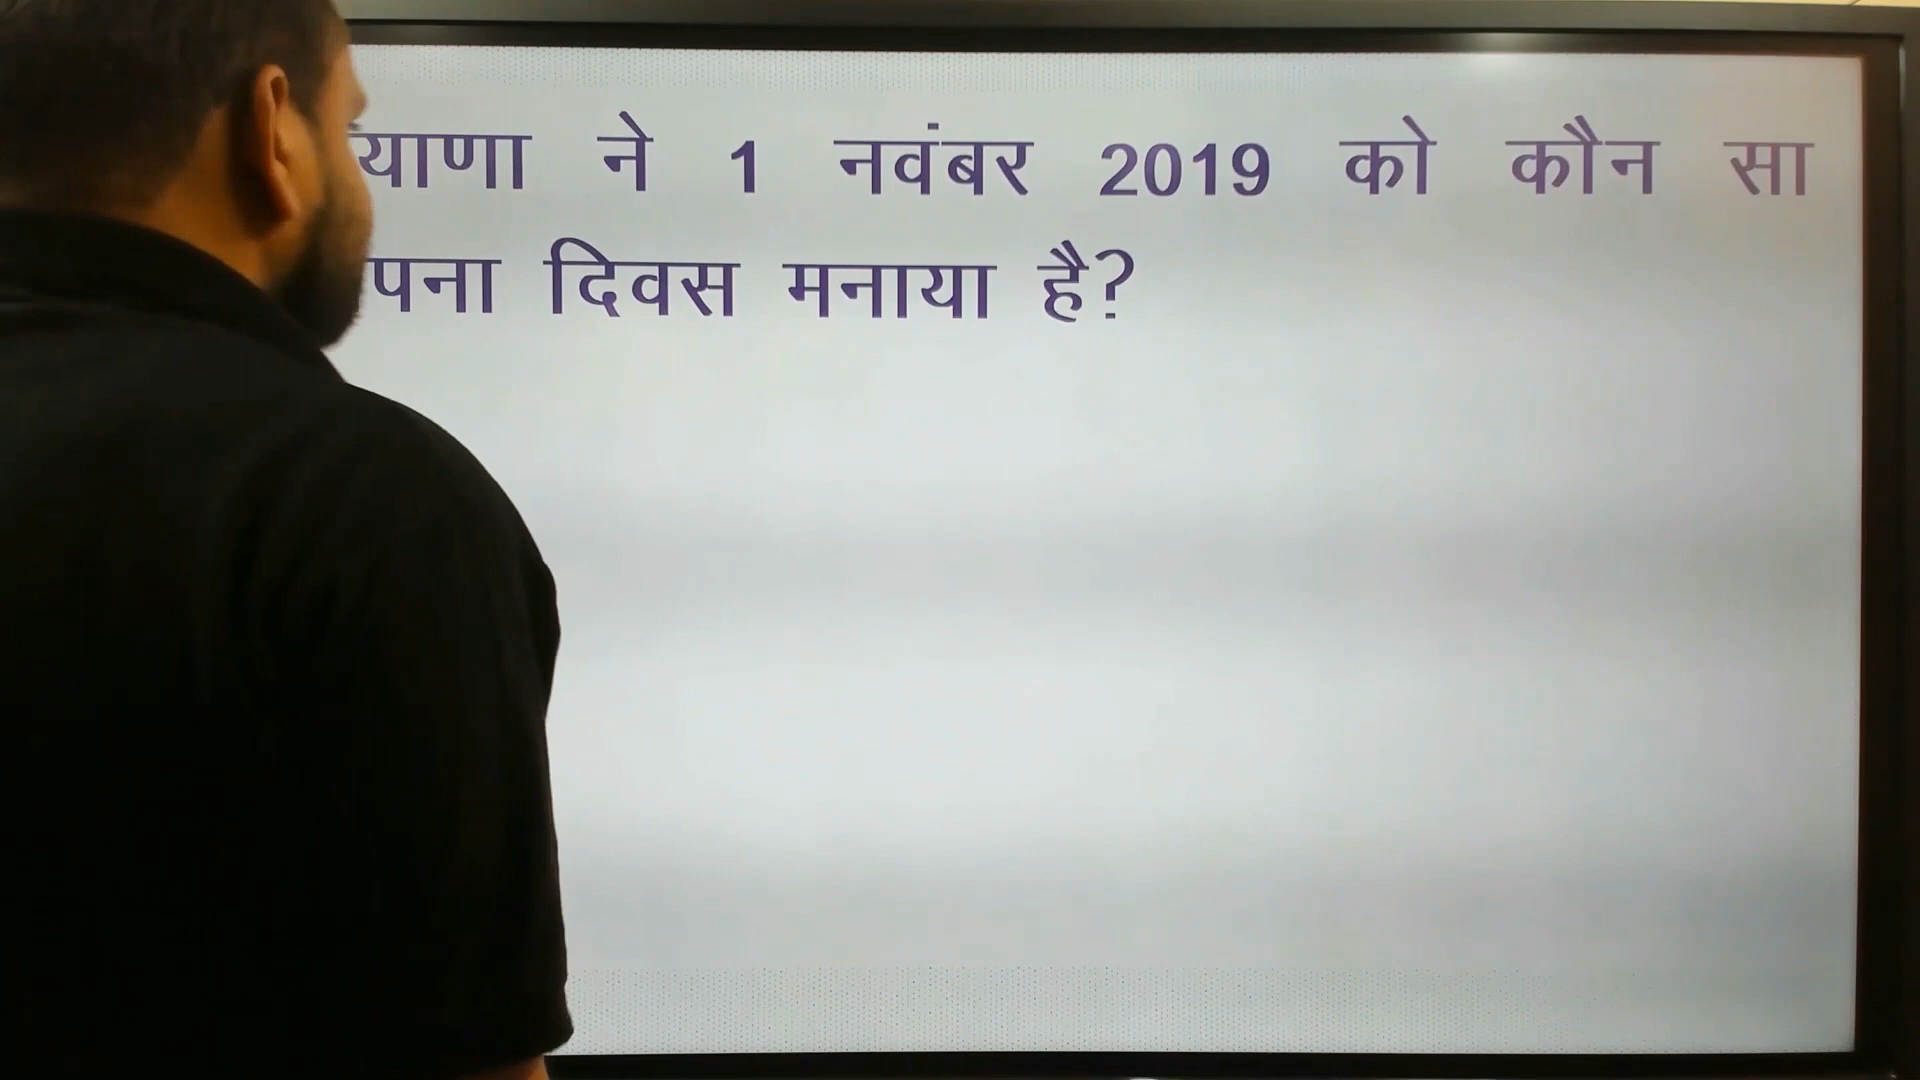 याणा ने 1 नवंबर 2019 को कौन सा
पना दिवस मनाया है?